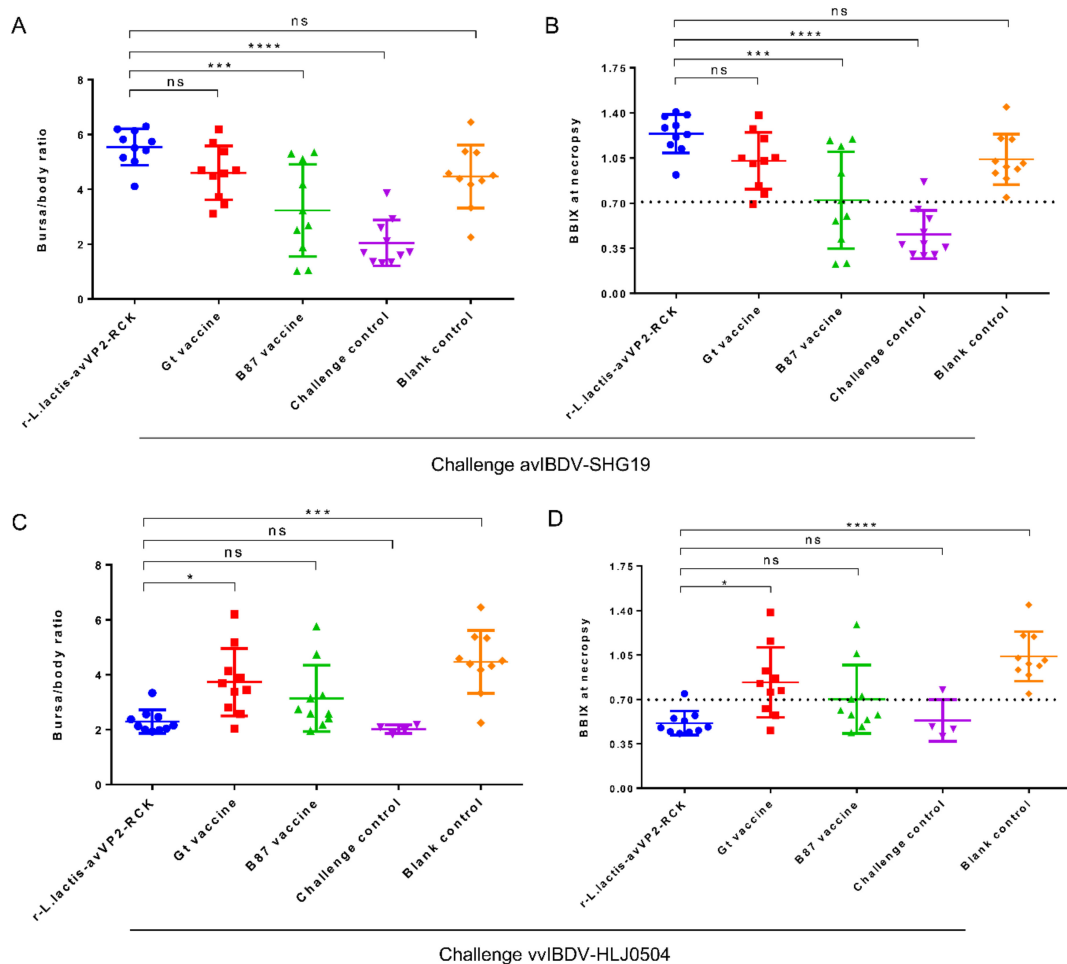 A
ns
****
***
ns
Bursa/body ratio
8
6
4
2
0
r-L.lactis-avVP2-RCK
Gt vaccine
B87 vaccine
Challenge control
Blank control
B
ns
****
***
ns
BBIX at necropsy
1.75
1.40
1.05
0.70
0.35
0.00
r-L.lactis-avVP2-RCK
Gt vaccine
B87 vaccine
Challenge control
Blank control
Challenge avIBDV-SHG19
C
***
ns
ns
*
Bursa/body ratio
8
6
4
2
0
r-L.lactis-avVP2-RCK
Gt vaccine
B87 vaccine
Challenge control
Blank control
D
****
ns
ns
*
BBIX at necropsy
1.75
1.40
1.05
0.70
0.35
0.00
r-L.lactis-avVP2-RCK
Gt vaccine
B87 vaccine
Challenge control
Blank control
Challenge vvIBDV-HLJ0504